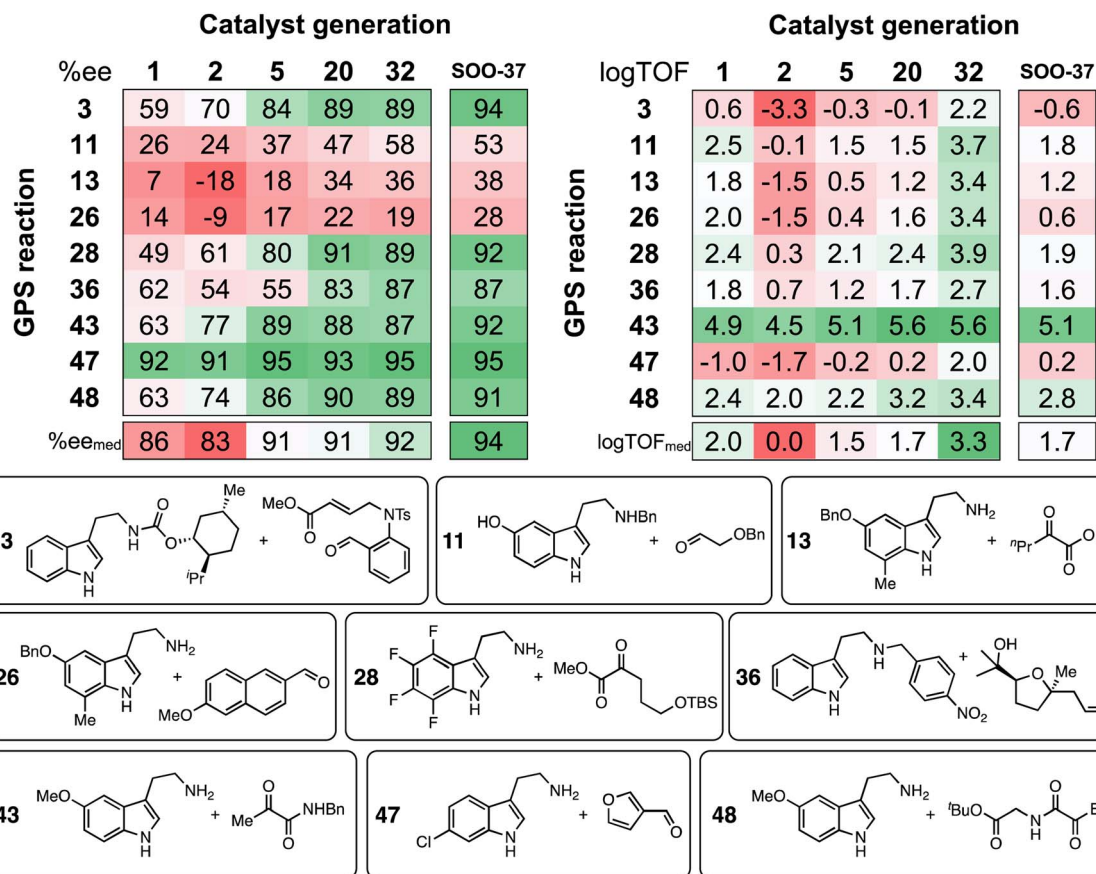 Catalyst generation
%ee 1 2 5 20 32 SOO-37
3 59 70 84 89 89 94
11 26 24 37 47 58 53
13 7 -18 18 34 36 38
26 14 -9 17 22 19 28
28 49 61 80 91 89 92
36 62 54 55 83 87 87
43 63 77 89 88 87 92
47 92 91 95 93 95 95
48 63 74 86 90 89 91
%eemed 86 83 91 91 92 94
GPS reaction
Catalyst generation
logTOF 1 2 5 20 32 SOO-37
3 0.6 -3.3 -0.3 -0.1 2.2 -0.6
11 2.5 -0.1 1.5 1.5 3.7 1.8
13 1.8 -1.5 0.5 1.2 3.4 1.2
26 2.0 -1.5 0.4 1.6 3.4 0.6
28 2.4 0.3 2.1 2.4 3.9 1.9
36 1.8 0.7 1.2 1.7 2.7 1.6
43 4.9 4.5 5.1 5.6 5.6 5.1
47 -1.0 -1.7 -0.2 0.2 2.0 0.2
48 2.4 2.0 2.2 3.2 3.4 2.8
logTOFmed 2.0 0.0 1.5 1.7 3.3 1.7
GPS reaction
3
N
H
H
N
O
O
Me
iPr
+
MeO
O
NTs
O
11
HO
N
H
NHBn
+
O
OBn
13
BnO
Me
N
H
NH2
+
nPr
O
O
O
26
BnO
Me
N
H
NH2
+
MeO
O
28
F
F
F
F
N
H
NH2
+
MeO
O
O
OTBS
36
N
H
N
H
NO2
+
OH
O
Me
43
MeO
N
H
NH2
+
Me
O
O
NHBn
47
Cl
N
H
NH2
+
O
O
48
MeO
N
H
NH2
+
tBuO
O
N
H
O
O